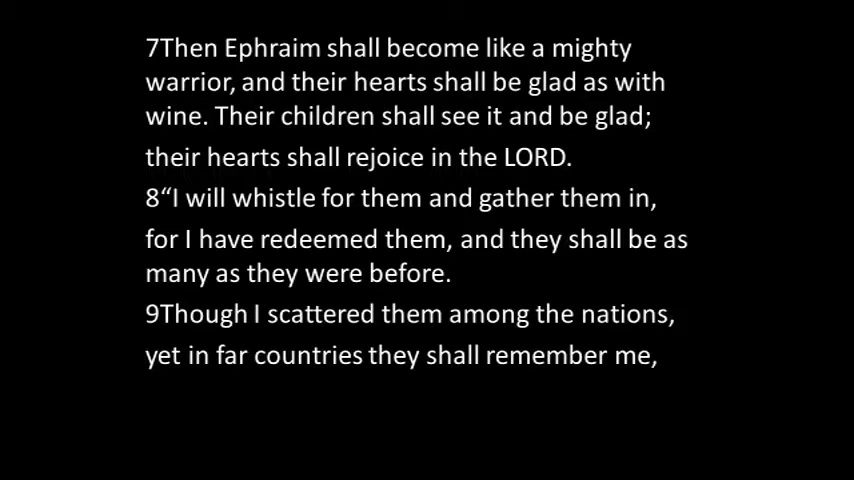 7Then Ephraim shall become like a mighty
warrior, and their hearts shall be glad as with
wine. Their children shall see it and be glad;
their hearts shall rejoice in the LORD.
8“I will whistle for them and gather them in,
for I have redeemed them, and they shall be as
many as they were before.
9Though I scattered them among the nations,
yet in far countries they shall remember me,